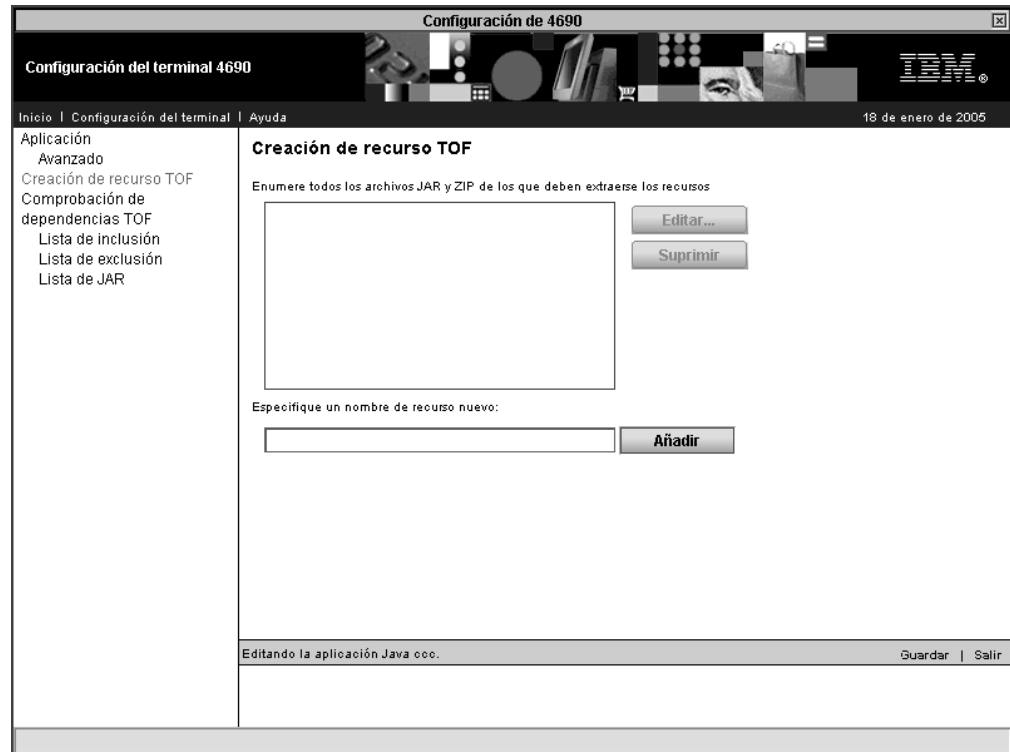 Configuración de 4690
Configuración del terminal 4690
IBM®
Inicio | Configuración del terminal | Ayuda
18 de enero de 2005
Aplicación
Avanzado
Creación de recurso TOF
Comprobación de
dependencias TOF
Lista de inclusión
Lista de exclusión
Lista de JAR
Creación de recurso TOF
Enumere todos los archivos JAR y ZIP de los que deben extraerse los recursos
Editar...
Suprimir
Especifique un nombre de recurso nuevo:
Añadir
Editando la aplicación Java ccc.
Guardar | Salir